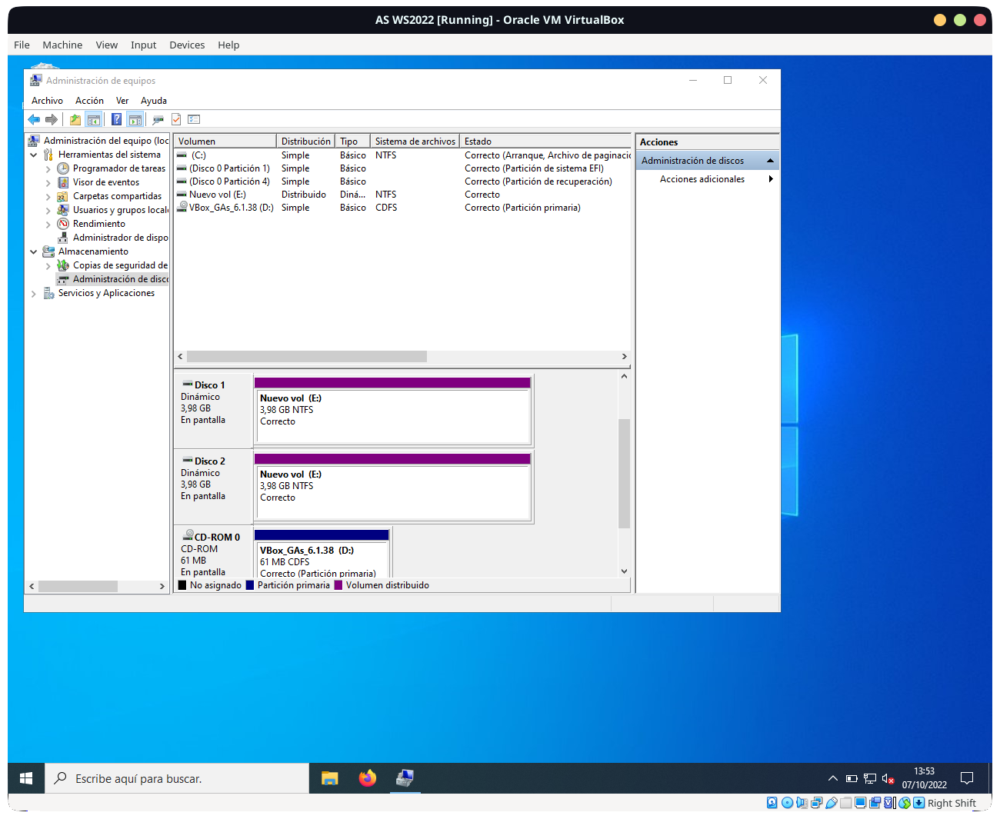 AS WS2022 [Running] - Oracle VM VirtualBox
File Machine View Input Devices Help
Administración de equipos
Archivo Acción Ver Ayuda
Administración del equipo (loc
Herramientas del sistema
Programador de tareas
Visor de eventos
Carpetas compartidas
Usuarios y grupos local
Rendimiento
Administrador de dispo
Almacenamiento
Copias de seguridad de
Administración de disco
Servicios y Aplicaciones
Volumen Distribución Tipo Sistema de archivos Estado
(C:) Simple Básico NTFS Correcto (Arranque, Archivo de paginació
(Disco 0 Partición 1) Simple Básico Correcto (Partición de sistema EFI)
(Disco 0 Partición 4) Simple Básico Correcto (Partición de recuperación)
Nuevo vol (E:) Distribuido Diná... NTFS Correcto
VBox_GAs_6.1.38 (D:) Simple Básico CDFS Correcto (Partición primaria)
Disco 1
Dinámico
3,98 GB
En pantalla
Nuevo vol (E:)
3,98 GB NTFS
Correcto
Disco 2
Dinámico
3,98 GB
En pantalla
Nuevo vol (E:)
3,98 GB NTFS
Correcto
CD-ROM 0
CD-ROM
61 MB
En pantalla
VBox_GAs_6.1.38 (D:)
61 MB CDFS
Correcto (Partición primaria)
No asignado Partición primaria Volumen distribuido
Acciones
Administración de discos
Acciones adicionales
Escribe aquí para buscar.
13:53
07/10/2022
Right Shift